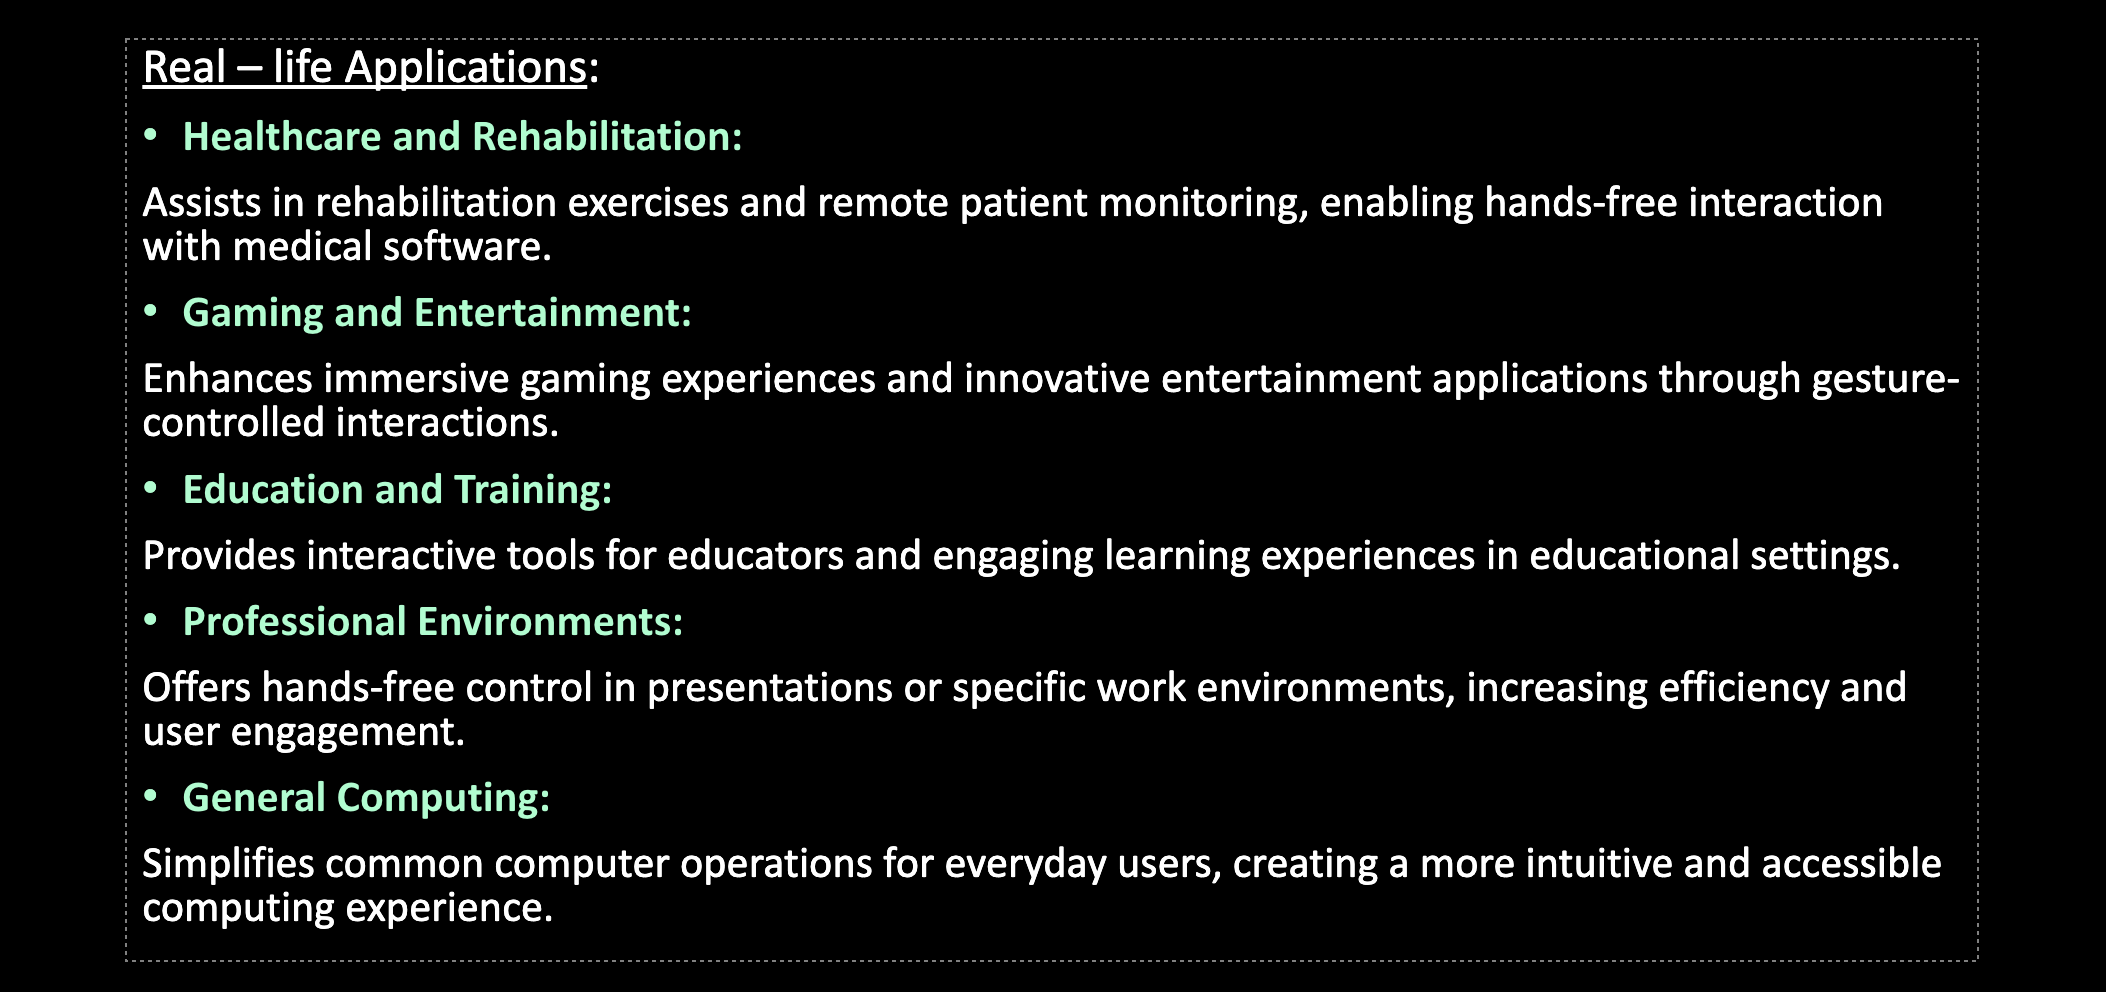 Real – life Applications:
• Healthcare and Rehabilitation:
Assists in rehabilitation exercises and remote patient monitoring, enabling hands-free interaction
with medical software.
• Gaming and Entertainment:
Enhances immersive gaming experiences and innovative entertainment applications through gesture-
controlled interactions.
• Education and Training:
Provides interactive tools for educators and engaging learning experiences in educational settings.
• Professional Environments:
Offers hands-free control in presentations or specific work environments, increasing efficiency and
user engagement.
• General Computing:
Simplifies common computer operations for everyday users, creating a more intuitive and accessible
computing experience.